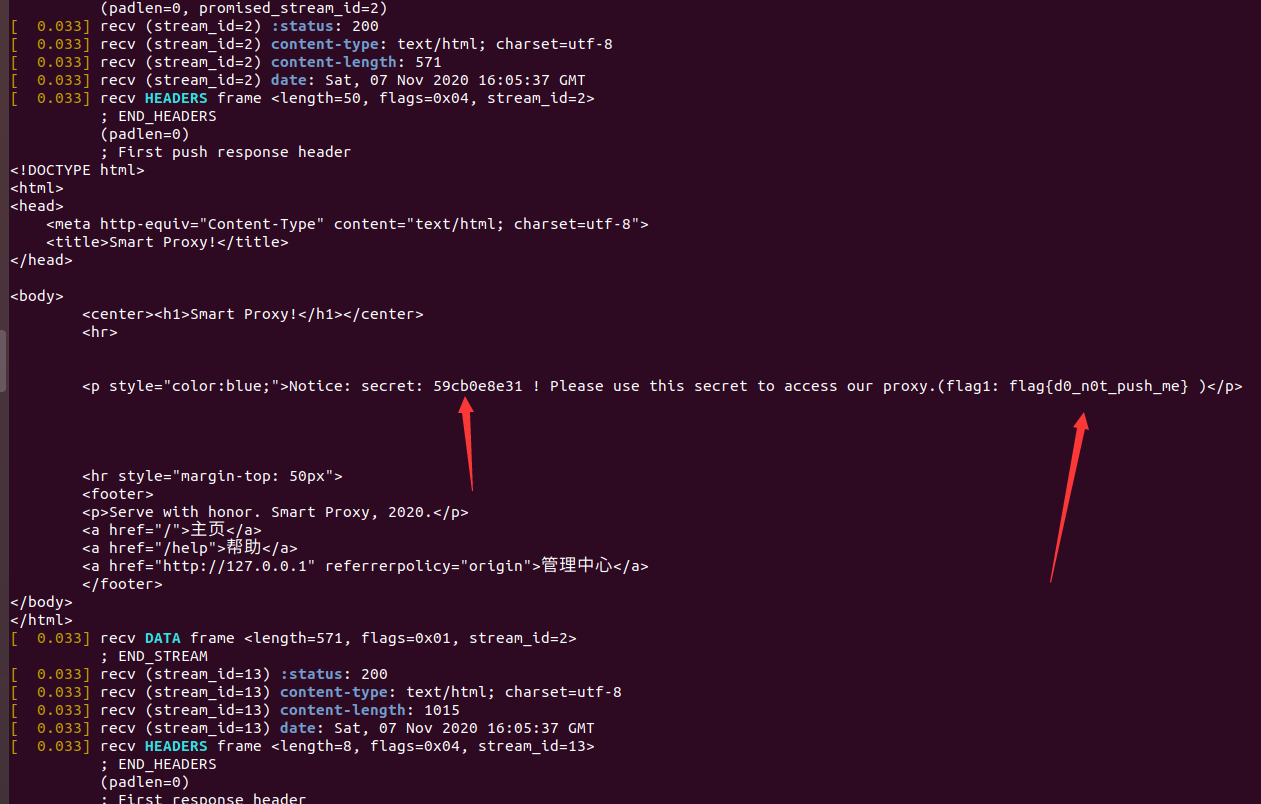 (padlen=0, promised_stream_id=2)
[  0.033] recv (stream_id=2) :status: 200
[  0.033] recv (stream_id=2) content-type: text/html; charset=utf-8
[  0.033] recv (stream_id=2) content-length: 571
[  0.033] recv (stream_id=2) date: Sat, 07 Nov 2020 16:05:37 GMT
[  0.033] recv HEADERS frame <length=50, flags=0x04, stream_id=2>
; END_HEADERS
(padlen=0)
; First push response header
<!DOCTYPE html>
<html>
<head>
<meta http-equiv="Content-Type" content="text/html; charset=utf-8">
<title>Smart Proxy!</title>
</head>
<body>
<center><h1>Smart Proxy!</h1></center>
<hr>
<p style="color:blue;">Notice: secret: 59cb0e8e31 ! Please use this secret to access our proxy.(flag1: flag{d0_n0t_push_me} )</p>
<hr style="margin-top: 50px">
<footer>
<p>Serve with honor. Smart Proxy, 2020.</p>
<a href="/">主页</a>
<a href="/help">帮助</a>
<a href="http://127.0.0.1" referrerpolicy="origin">管理中心</a>
</footer>
</body>
</html>
[  0.033] recv DATA frame <length=571, flags=0x01, stream_id=2>
; END_STREAM
[  0.033] recv (stream_id=13) :status: 200
[  0.033] recv (stream_id=13) content-type: text/html; charset=utf-8
[  0.033] recv (stream_id=13) content-length: 1015
[  0.033] recv (stream_id=13) date: Sat, 07 Nov 2020 16:05:37 GMT
[  0.033] recv HEADERS frame <length=8, flags=0x04, stream_id=13>
; END_HEADERS
(padlen=0)
; First response header